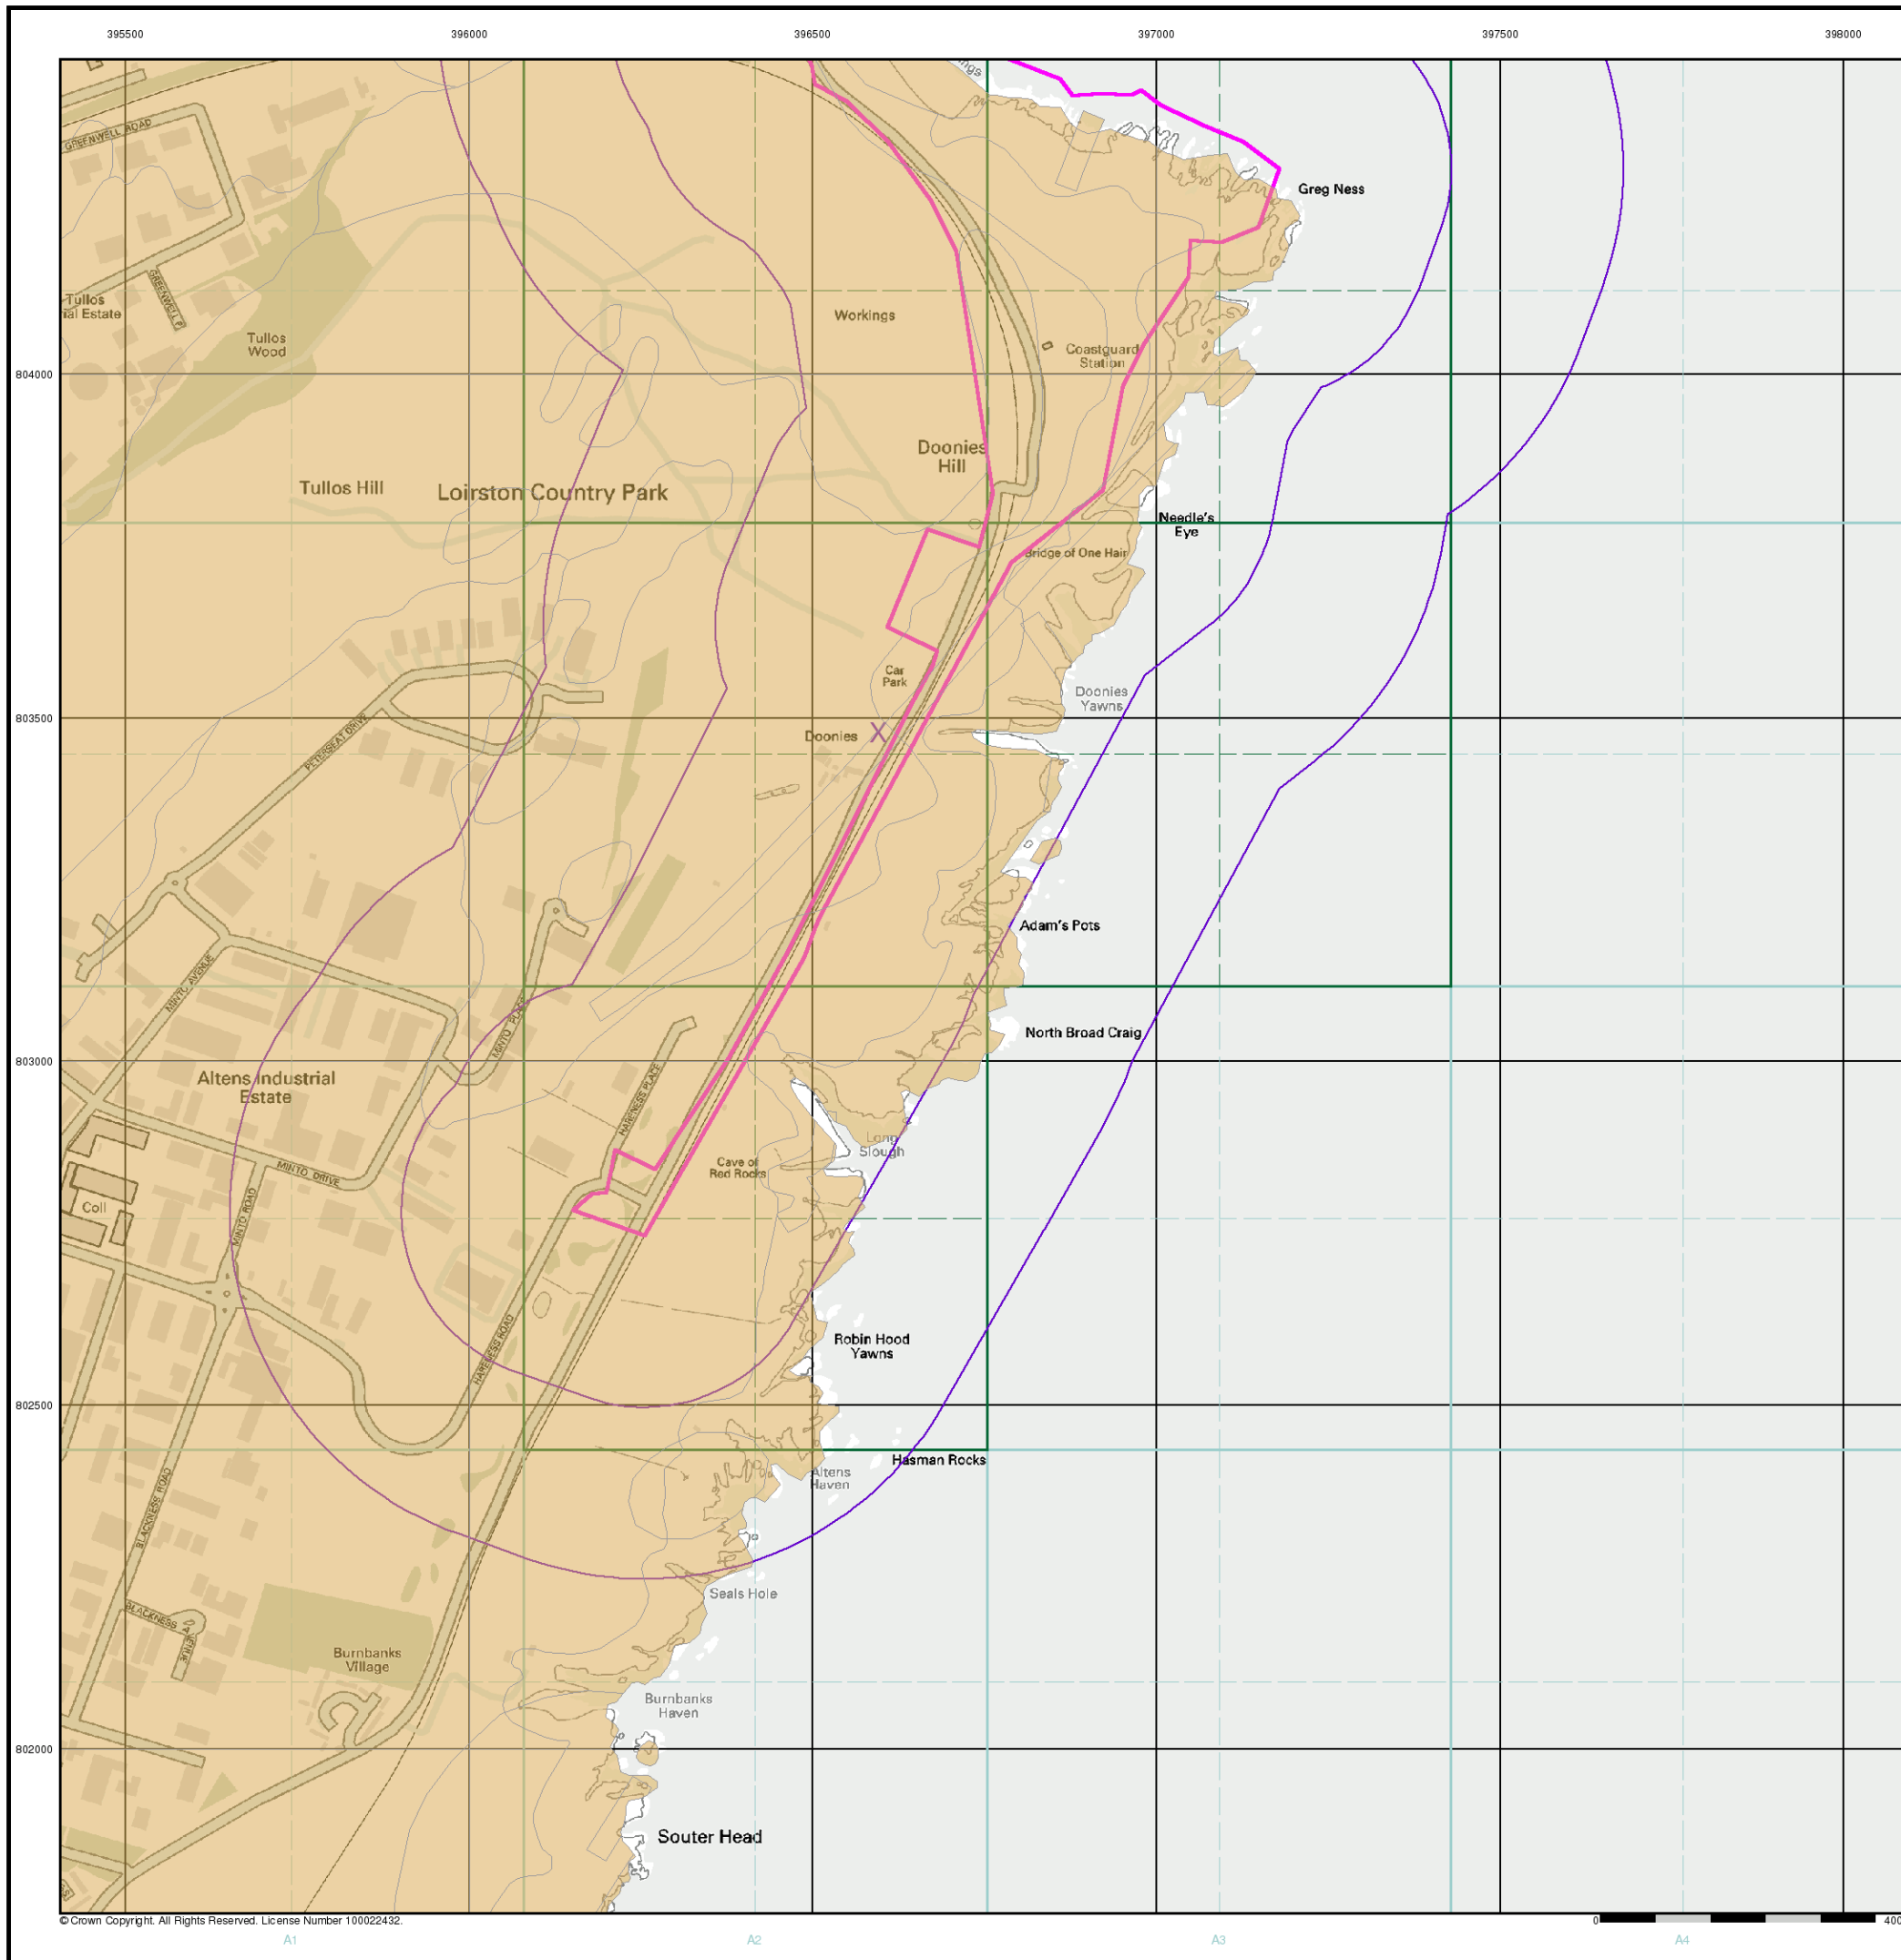 395500 396000 396500 397000 397500 398000
GREENWELL ROAD
Greg Ness
Tullos
ial Estate
GREENWELL P
Workings
Tullos
Wood
Coastguard
Station
804000
Doonies
Hill
Tullos Hill
Loirston Country Park
Needle's
Eye
Bridge of One Hair
Car
Park
Doonies
Yawns
803500
Doonies
X
PETERSEAT DRIVE
Adam's Pots
MINTO AVENUE
MINTO PLACE
North Broad Craig
803000
Altens Industrial
Estate
HARENESS PLACE
Long
Slough
Cave of
Red Rocks
MINTO DRIVE
Coll
MINTO ROAD
Robin Hood
Yawns
HARENESS ROAD
802500
Hasman Rocks
Altens
Haven
BLACKNESS ROAD
Seals Hole
BLACKNESS
AVENUE
Burnbanks
Village
Burnbanks
Haven
802000
Souter Head
© Crown Copyright. All Rights Reserved. License Number 100022432.
0 400
A1 A2 A3 A4